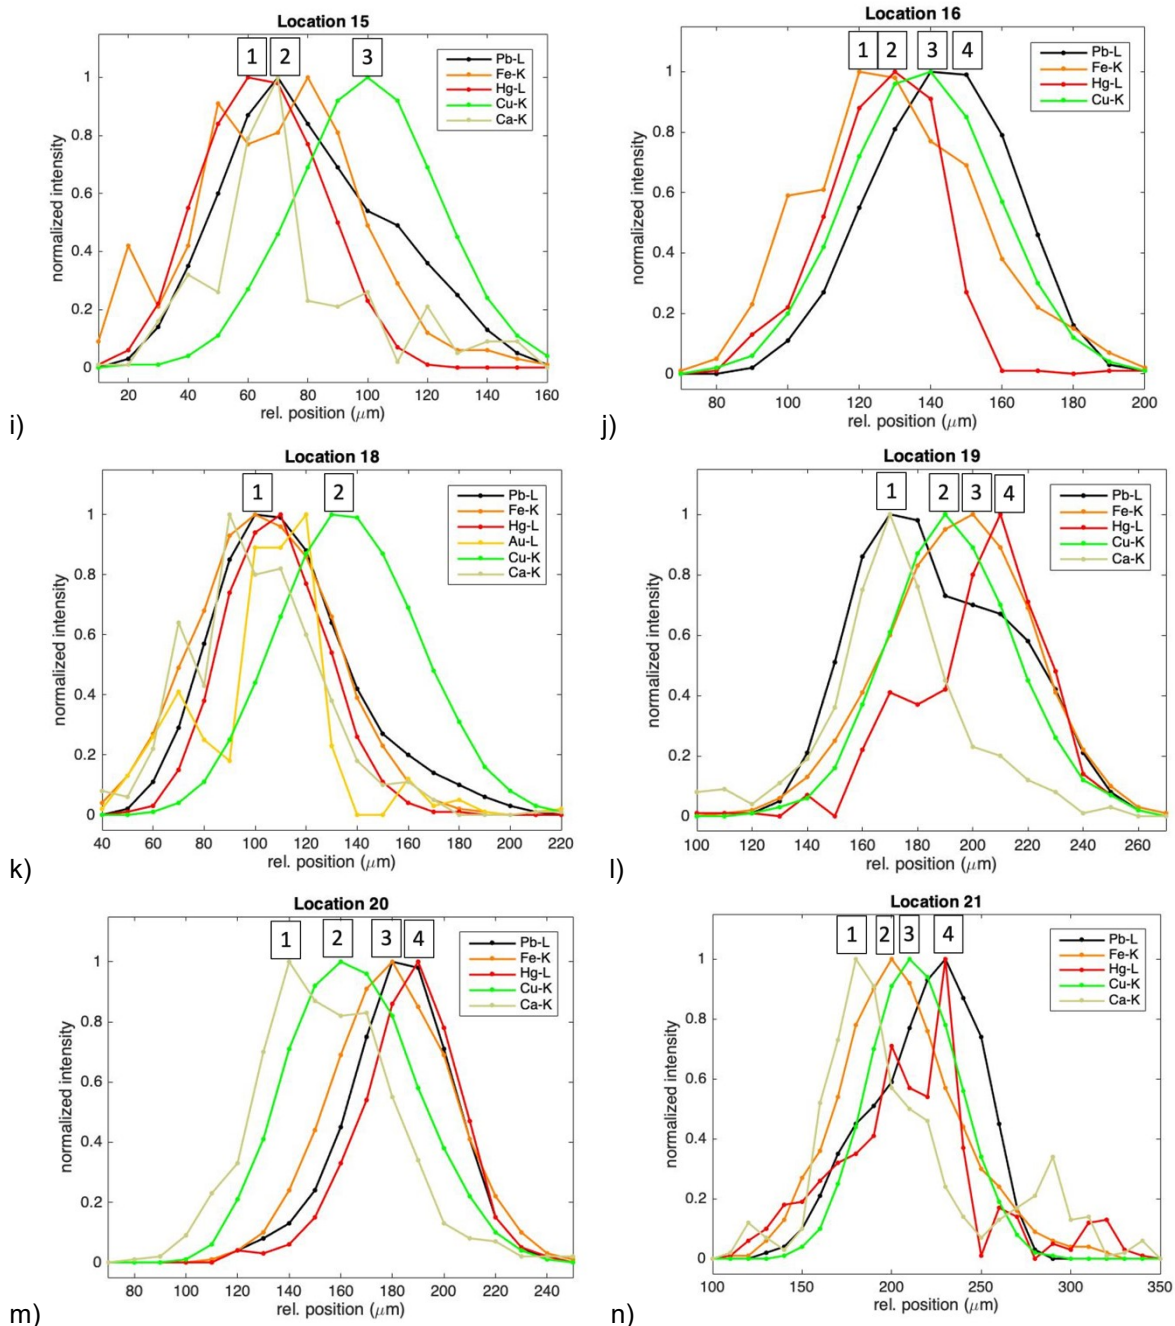 Location 15
1 2 3
Pb-L
Fe-K
Hg-L
Cu-K
Ca-K
normalized intensity
1
0.8
0.6
0.4
0.2
0
20 40 60 80 100 120 140 160
rel. position (μm)
i)
Location 16
1 2 3 4
Pb-L
Fe-K
Hg-L
Cu-K
normalized intensity
1
0.8
0.6
0.4
0.2
0
80 100 120 140 160 180 200
rel. position (μm)
j)
Location 18
1 2
Pb-L
Fe-K
Hg-L
Au-L
Cu-K
Ca-K
normalized intensity
1
0.8
0.6
0.4
0.2
0
40 60 80 100 120 140 160 180 200 220
rel. position (μm)
k)
Location 19
1 2 3 4
Pb-L
Fe-K
Hg-L
Cu-K
Ca-K
normalized intensity
1
0.8
0.6
0.4
0.2
0
100 120 140 160 180 200 220 240 260
rel. position (μm)
l)
Location 20
1 2 3 4
Pb-L
Fe-K
Hg-L
Cu-K
Ca-K
normalized intensity
1
0.8
0.6
0.4
0.2
0
80 100 120 140 160 180 200 220 240
rel. position (μm)
m)
Location 21
1 2 3 4
Pb-L
Fe-K
Hg-L
Cu-K
Ca-K
normalized intensity
1
0.8
0.6
0.4
0.2
0
100 150 200 250 300 350
rel. position (μm)
n)